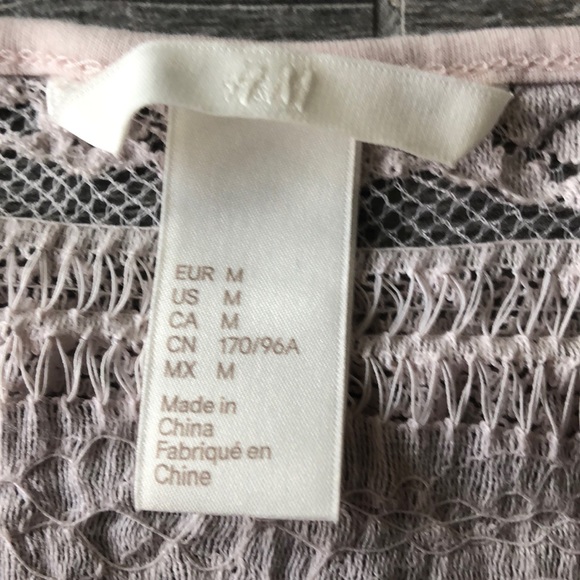 H&M
EUR M
US M
CA M
CN 170/96A
MX M
Made in
China
Fabriqué en
Chine